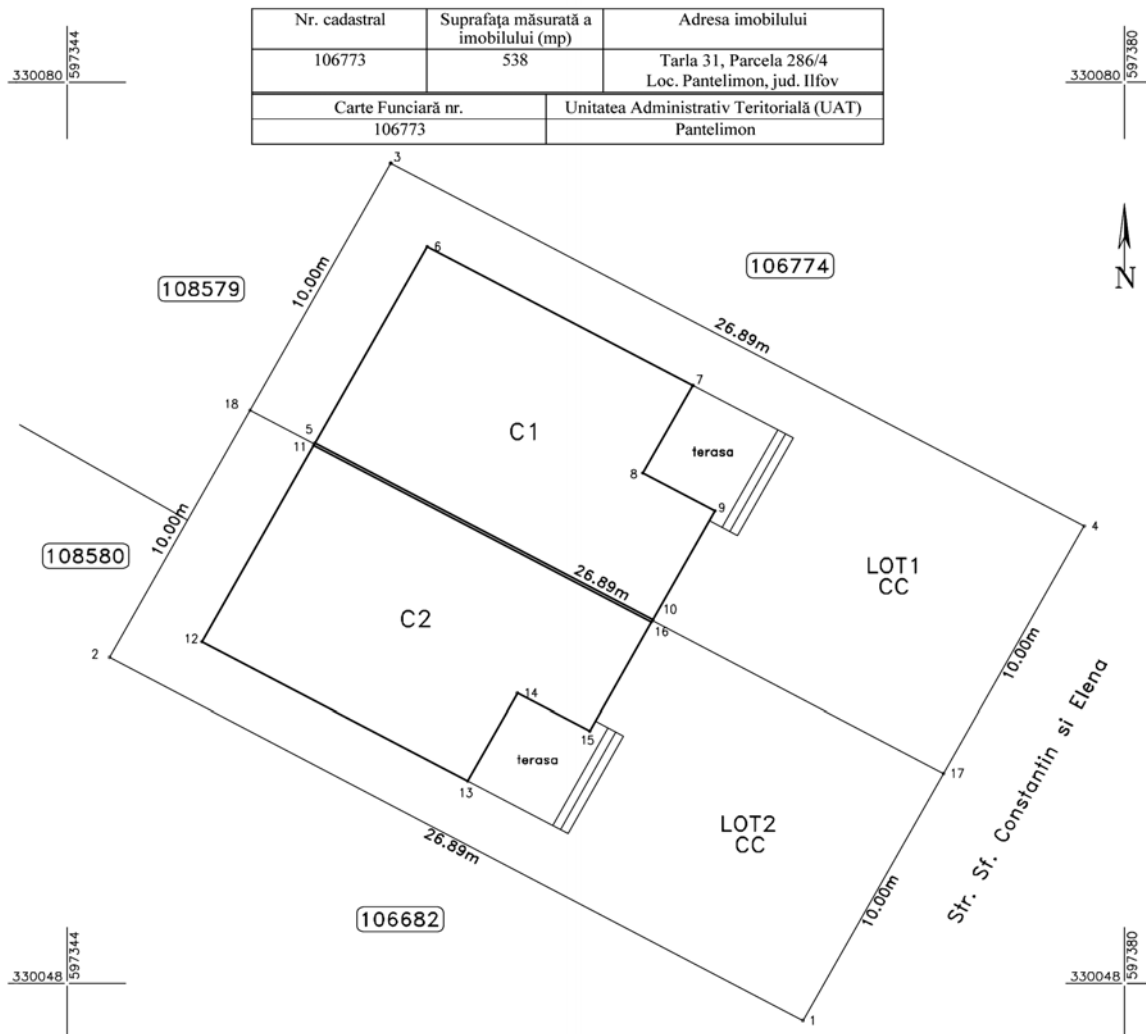 Nr. cadastral
Suprafaţa măsurată a
imobilului (mp)
Adresa imobilului
106773
538
Tarla 31, Parcela 286/4
Loc. Pantelimon, jud. Ilfov
Carte Funciară nr.
Unitatea Administrativ Teritorială (UAT)
106773
Pantelimon
330080
597344
330080
597380
3
6
106774
N
108579
10.00m
26.89m
7
18
5
11
C1
terasa
8
9
4
10.00m
108580
LOT1
CC
26.89m
C2
10
16
12
2
10.00m
14
15
terasa
13
17
Str. Sf. Constantin si Elena
LOT2
CC
26.89m
10.00m
106682
330048
597344
330048
597380
1